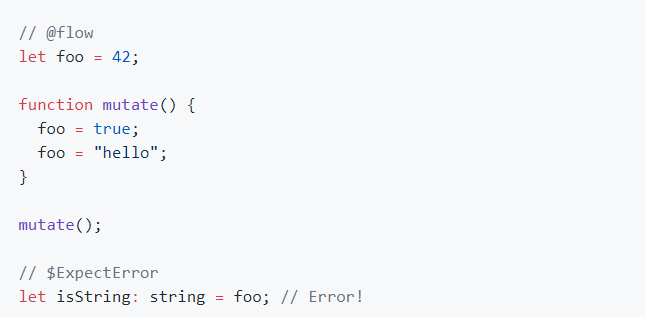 // @flow
let foo = 42;

function mutate() {
  foo = true;
  foo = "hello";
}

mutate();

// $ExpectError
let isString: string = foo; // Error!